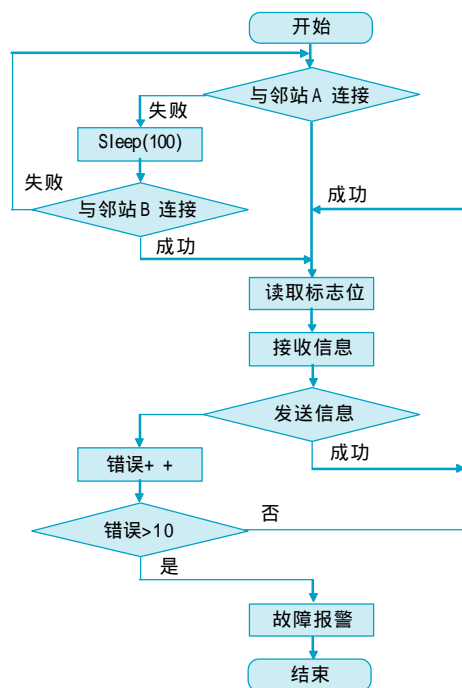 开始
与邻站A 连接
失败
Sleep(100)
失败
成功
与邻站B 连接
成功
读取标志位
接收信息
发送信息
成功
错误+ +
否
错误>10
是
故障报警
结束